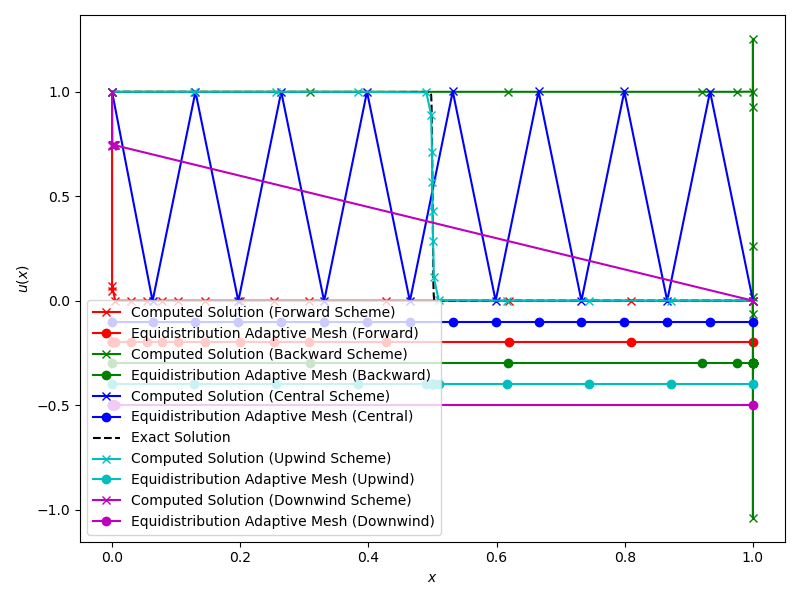 1.0
0.5
0.0
−0.5
−1.0
u(x)
Computed Solution (Forward Scheme)
Equidistribution Adaptive Mesh (Forward)
Computed Solution (Backward Scheme)
Equidistribution Adaptive Mesh (Backward)
Computed Solution (Central Scheme)
Equidistribution Adaptive Mesh (Central)
Exact Solution
Computed Solution (Upwind Scheme)
Equidistribution Adaptive Mesh (Upwind)
Computed Solution (Downwind Scheme)
Equidistribution Adaptive Mesh (Downwind)
0.0 0.2 0.4 0.6 0.8 1.0
x